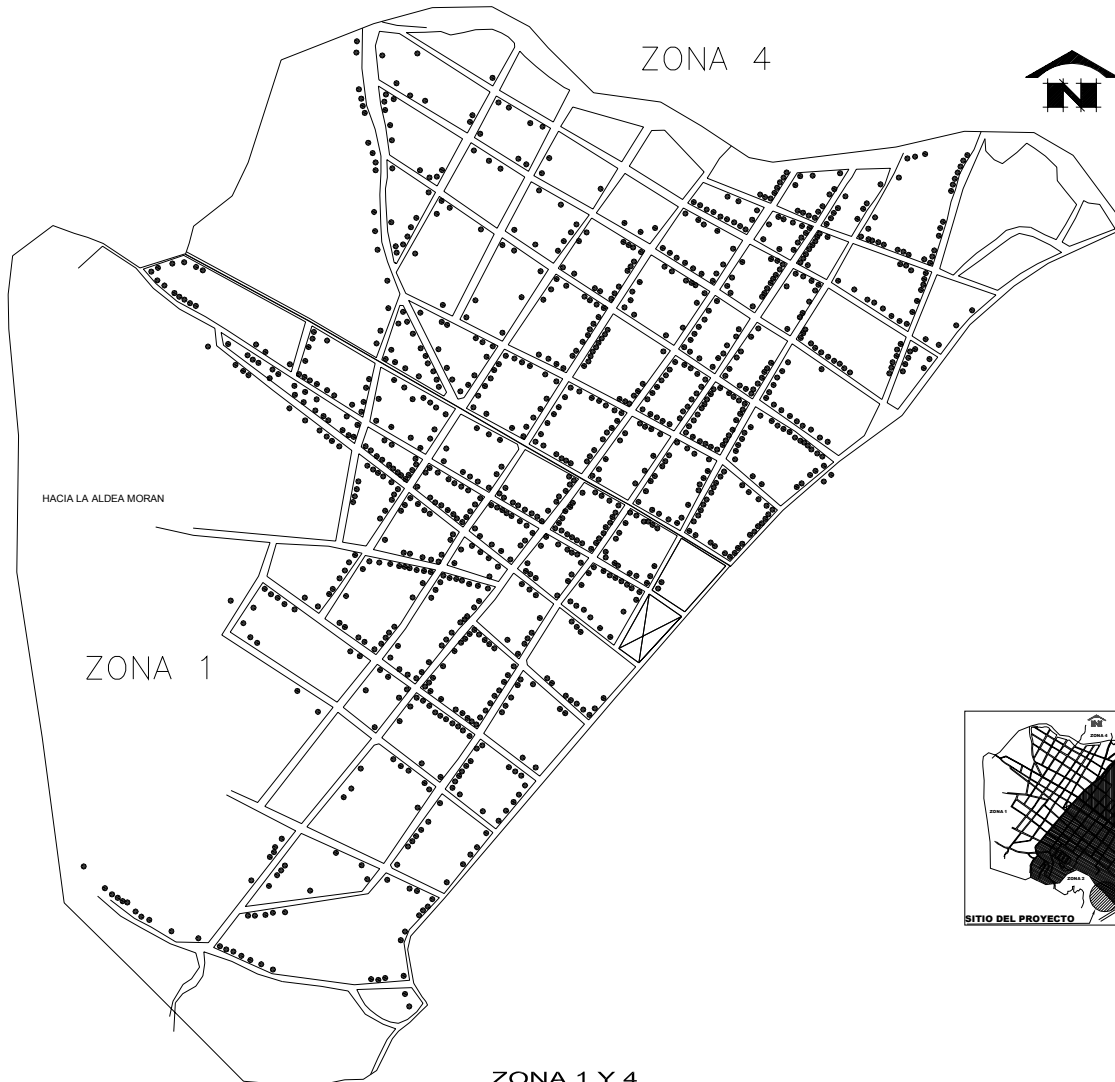 ZONA 4
N
HACIA LA ALDEA MORAN
ZONA 1
ZONA 4
ZONA 1
ZONA 2
SITIO DEL PROYECTO
ZONA 1 Y 4